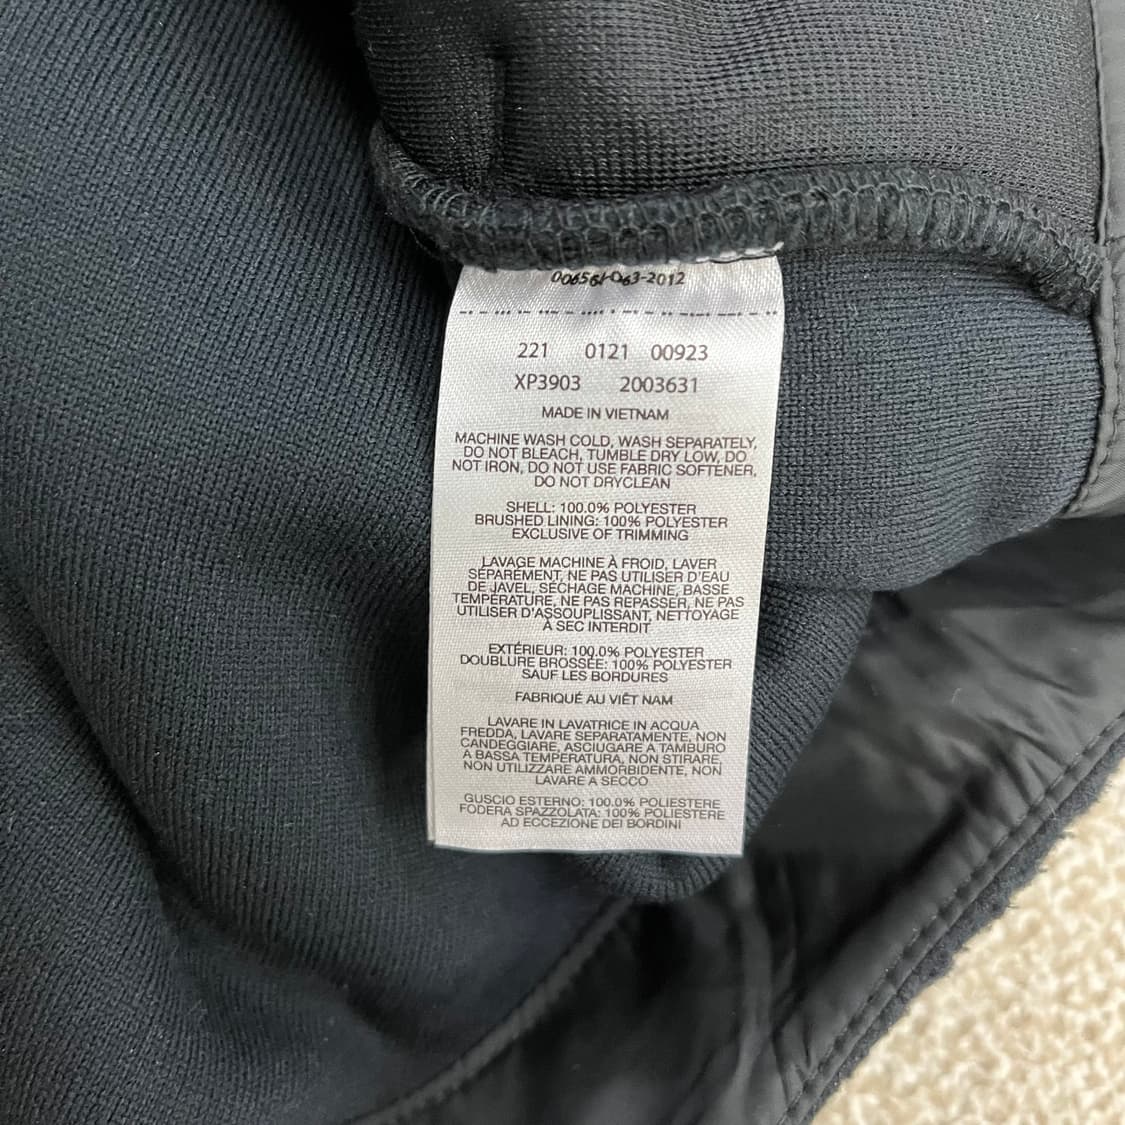 221 0121 00923
XP3903 2003631
MADE IN VIETNAM
MACHINE WASH COLD, WASH SEPARATELY,
DO NOT BLEACH, TUMBLE DRY LOW, DO
NOT IRON, DO NOT USE FABRIC SOFTENER,
DO NOT DRYCLEAN
SHELL: 100.0% POLYESTER
BRUSHED LINING: 100% POLYESTER
EXCLUSIVE OF TRIMMING
LAVAGE MACHINE À FROID, LAVER
SÉPARÉMENT, NE PAS UTILISER D'EAU
DE JAVEL, SÉCHAGE MACHINE, BASSE
TEMPÉRATURE, NE PAS REPASSER, NE PAS
UTILISER D'ASSOUPLISSANT, NETTOYAGE
À SEC INTERDIT
EXTÉRIEUR: 100.0% POLYESTER
DOUBLURE BROSSÉE: 100% POLYESTER
SAUF LES BORDURES
FABRIQUÉ AU VIÊT NAM
LAVARE IN LAVATRICE IN ACQUA
FREDDA, LAVARE SEPARATAMENTE, NON
CANDEGGIARE, ASCIUGARE A TAMBURO
A BASSA TEMPERATURA, NON STIRARE,
NON UTILIZZARE AMMORBIDENTE, NON
LAVARE A SECCO
GUSCIO ESTERNO: 100.0% POLIESTERE
FODERA SPAZZOLATA: 100% POLIESTERE
AD ECCEZIONE DEI BORDINI